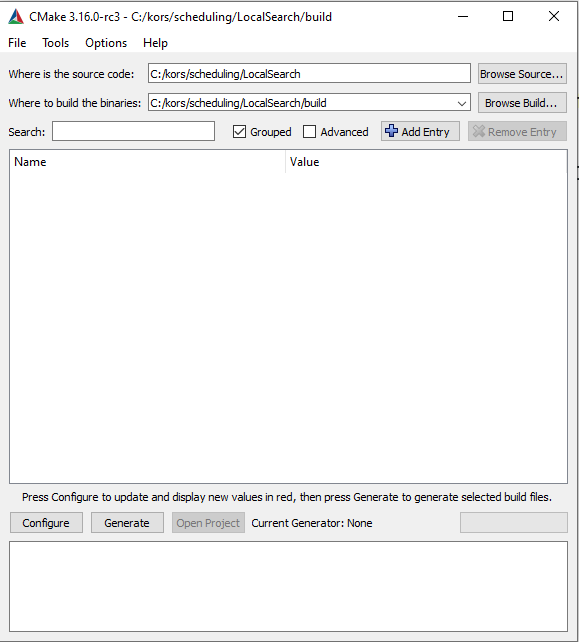 CMake 3.16.0-rc3 - C:/kors/scheduling/LocalSearch/build
File Tools Options Help
Where is the source code: C:/kors/scheduling/LocalSearch Browse Source...
Where to build the binaries: C:/kors/scheduling/LocalSearch/build Browse Build...
Search: Grouped Advanced Add Entry Remove Entry
Name Value
Press Configure to update and display new values in red, then press Generate to generate selected build files.
Configure Generate Open Project Current Generator: None